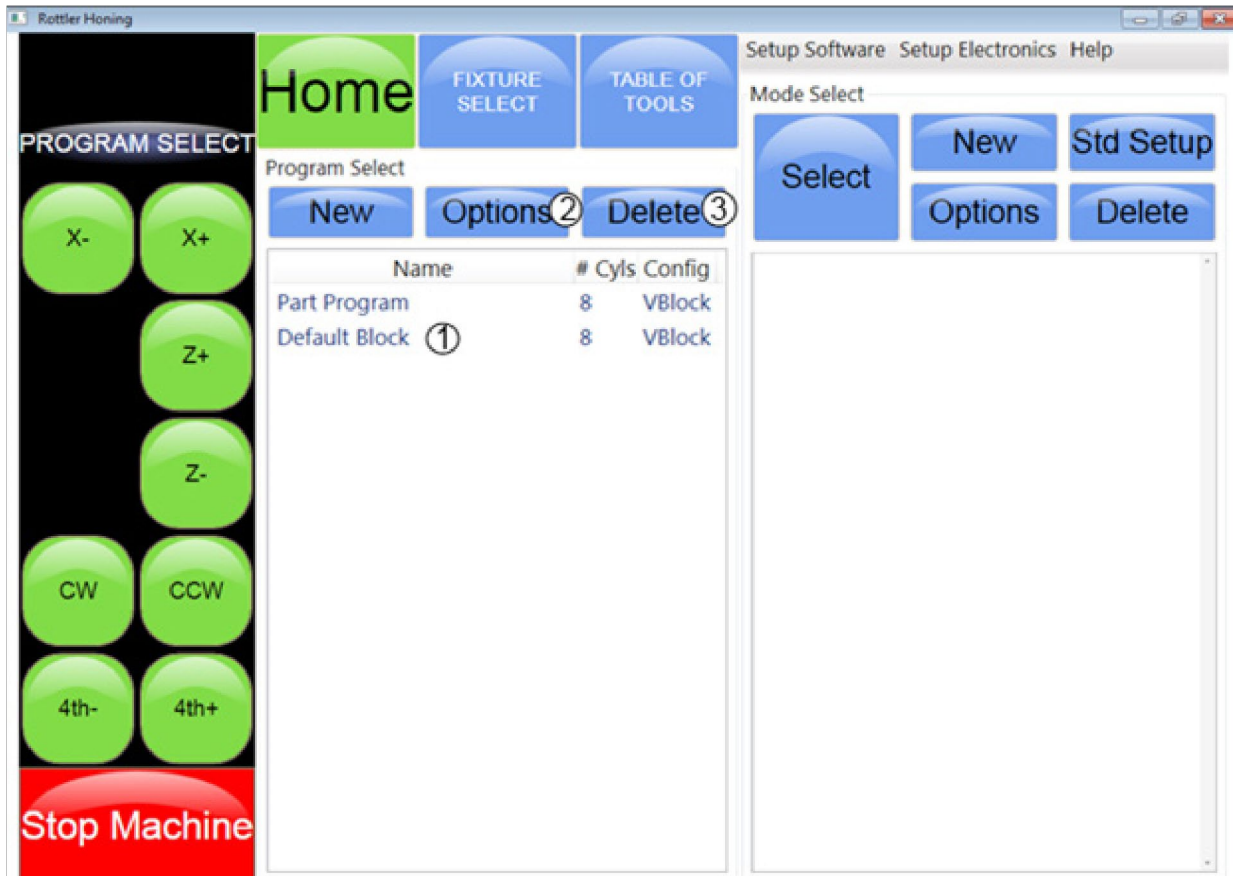 Rottler Honing
PROGRAM SELECT
X-
X+
Z+
Z-
CW
CCW
4th-
4th+
Stop Machine
Home
FIXTURE
SELECT
TABLE OF
TOOLS
Program Select
New
Options ②
Delete ③
Name # Cyls Config
Part Program 8 VBlock
Default Block ① 8 VBlock
Setup Software Setup Electronics Help
Mode Select
Select
New
Std Setup
Options
Delete